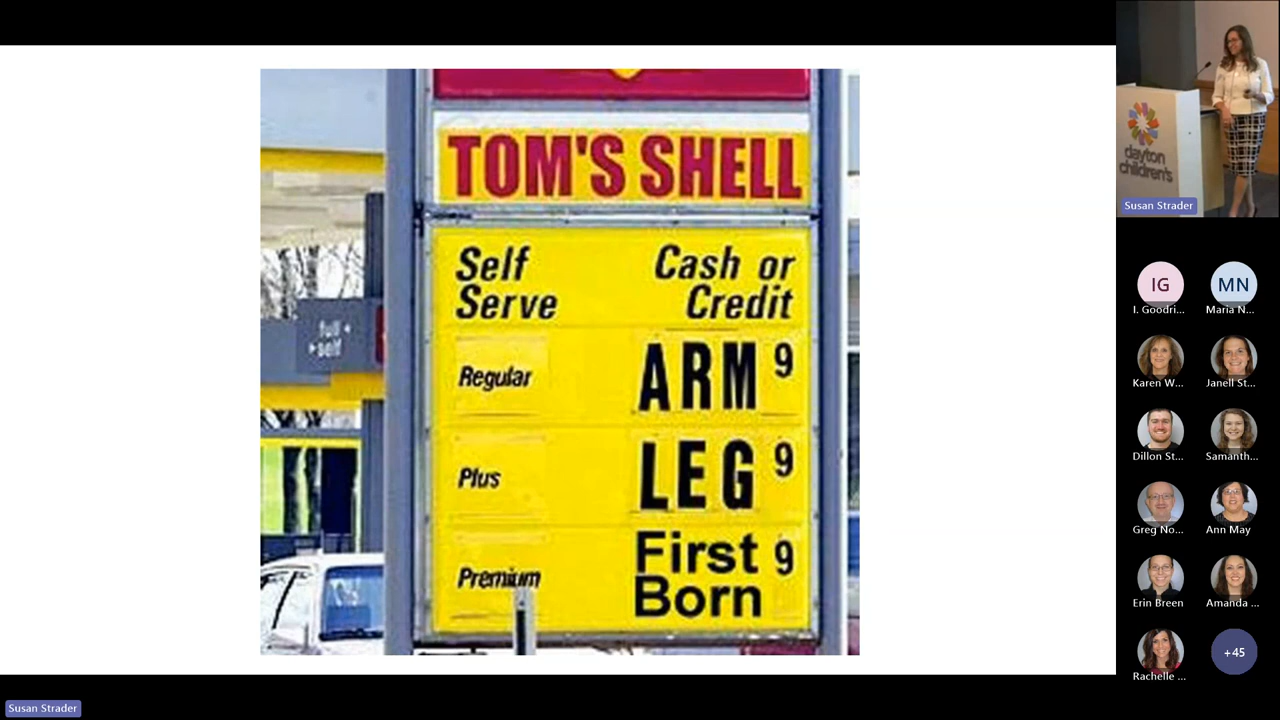 TOM'S SHELL
Self Serve
Cash or Credit
full
self
Regular ARM 9
Plus LEG 9
Premium First Born 9
dayton children's
Susan Strader
IG MN
I. Goodri... Maria N...
Karen W... Janell St...
Dillon St... Samanth...
Greg No... Ann May
Erin Breen Amanda ...
Rachelle ... +45
Susan Strader